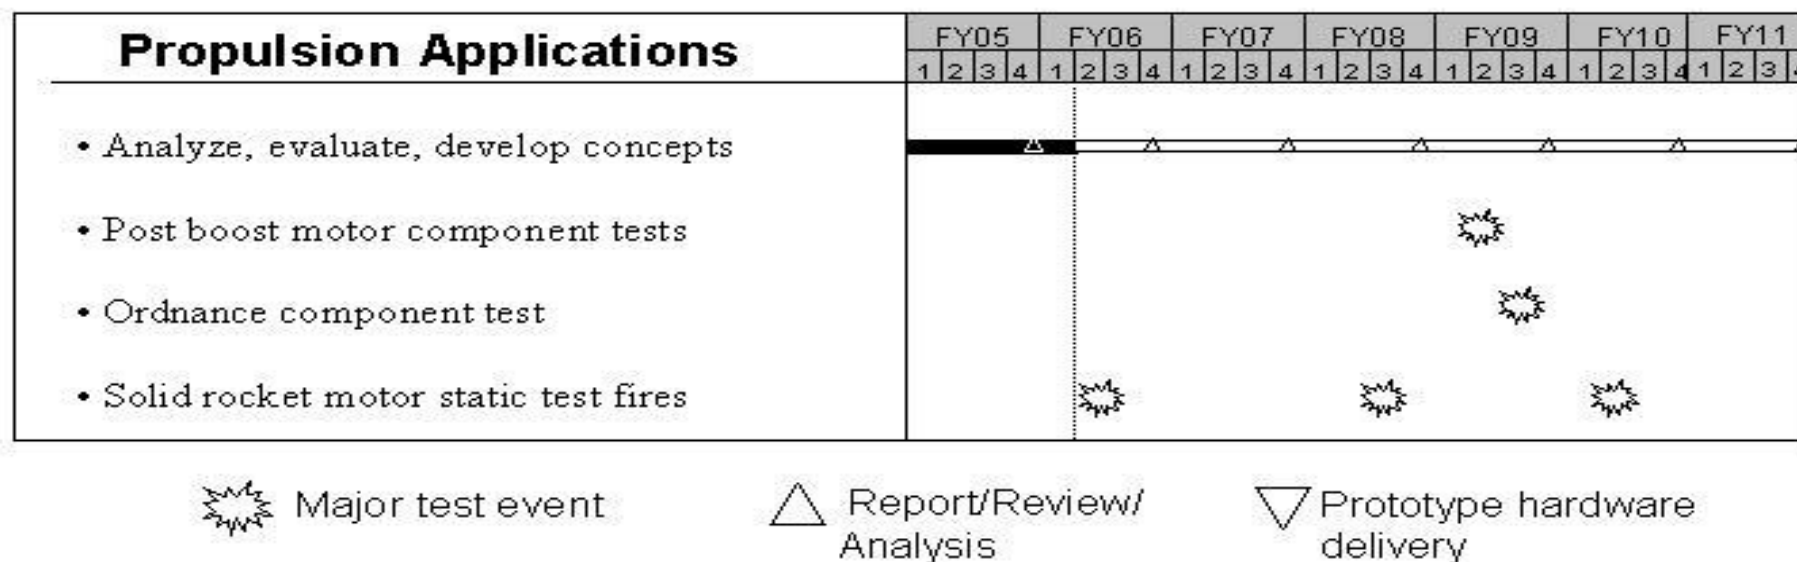 Propulsion Applications
FY05 FY06 FY07 FY08 FY09 FY10 FY11
1 2 3 4 1 2 3 4 1 2 3 4 1 2 3 4 1 2 3 4 1 2 3 4 1 2 3 4
• Analyze, evaluate, develop concepts
• Post boost motor component tests
• Ordnance component test
• Solid rocket motor static test fires
Major test event
Report/Review/
Analysis
Prototype hardware
delivery